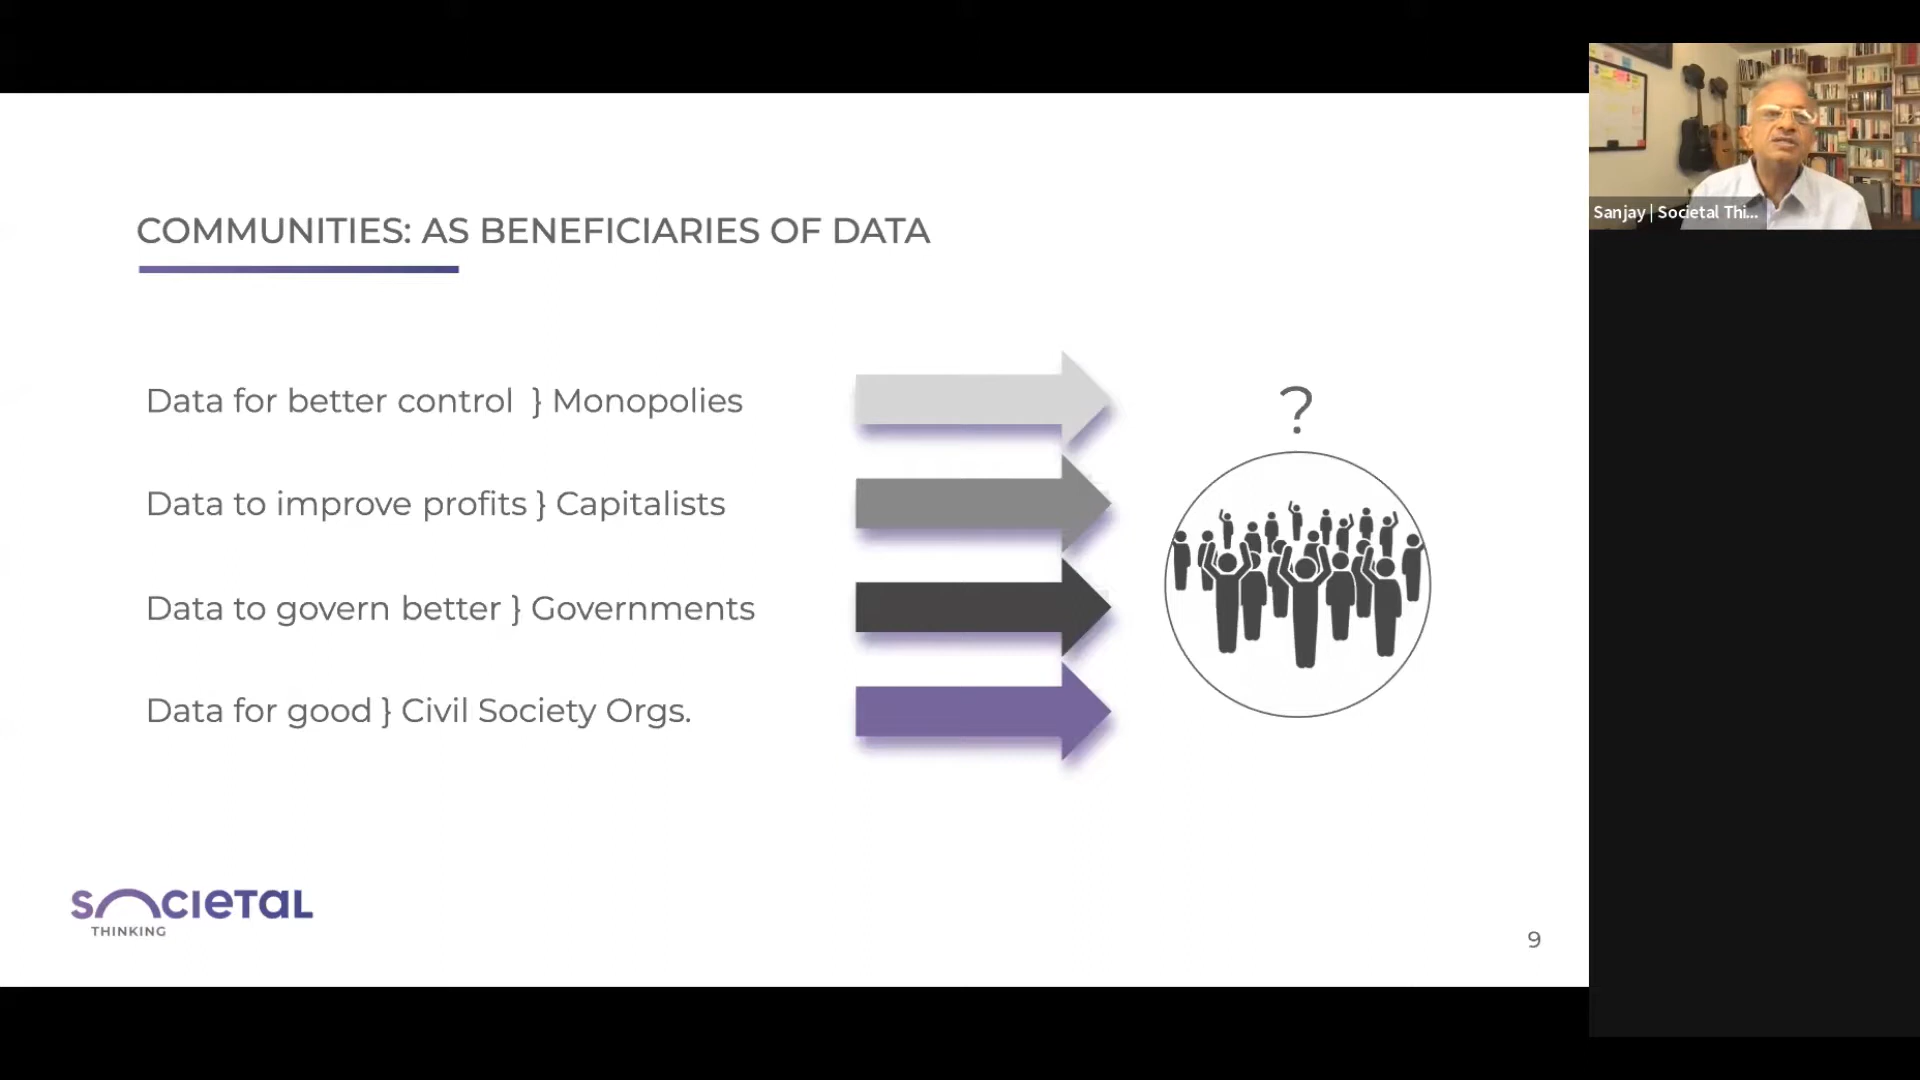 COMMUNITIES: AS BENEFICIARIES OF DATA
Data for better control } Monopolies
?
Data to improve profits } Capitalists
Data to govern better } Governments
Data for good } Civil Society Orgs.
SOCIETAL
THINKING
9
Sanjay | Societal Thi...